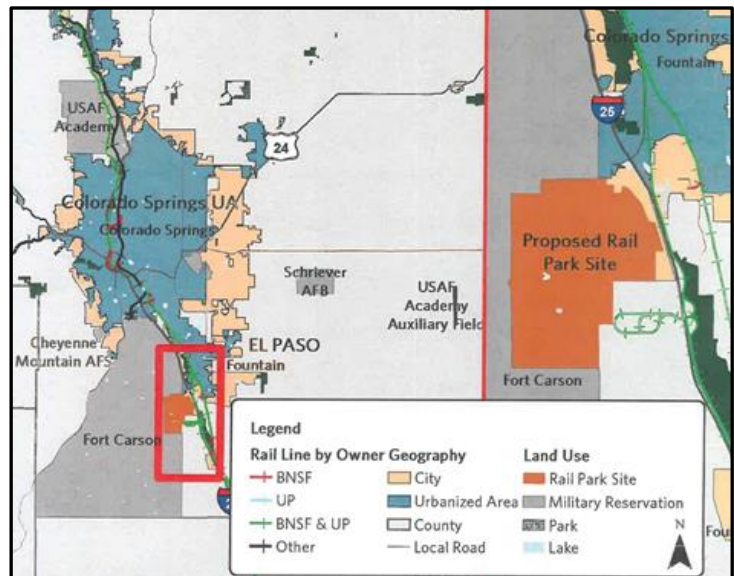 USAF
Academy
24
Colorado Springs UA
Colorado Springs
Schriever
AFB
USAF
Academy
Auxiliary Field
Cheyenne
Mountain AFS
EL PASO
Fountain
Fort Carson
Colorado Springs
Fountain
25
Proposed Rail
Park Site
Fort Carson
Legend
Rail Line by Owner Geography Land Use
BNSF City Rail Park Site
UP Urbanized Area Military Reservation
BNSF & UP County Park
Other Local Road Lake
N